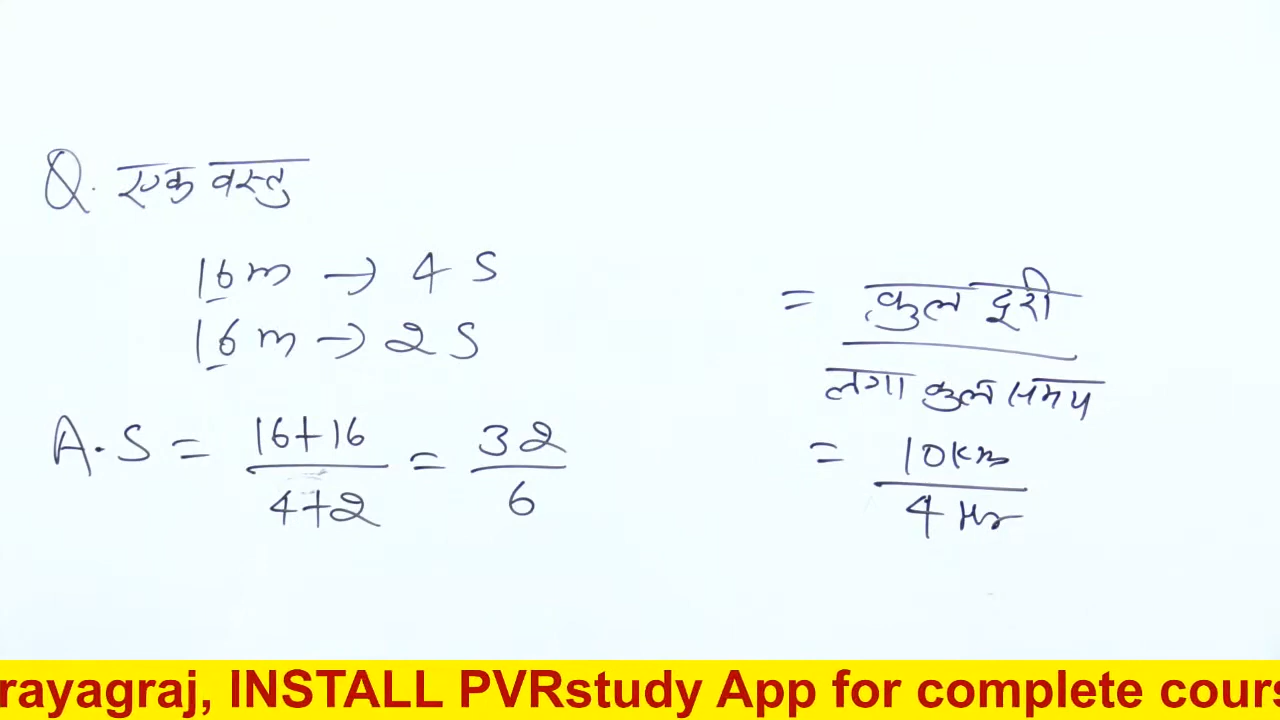 Q. एक वस्तु
16m → 4 S
16m → 2 S
A.S = 16+16 / 4+2 = 32 / 6
= कुल दूरी / लगा कुल समय
= 10km / 4 Hr
rayagraj, INSTALL PVRstudy App for complete cours